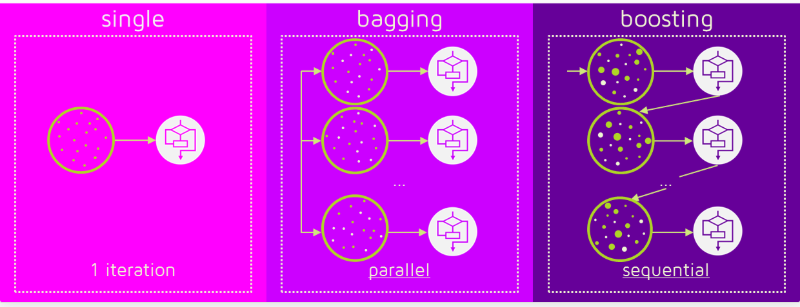 single
bagging
boosting
...
...
1 iteration
parallel
sequential